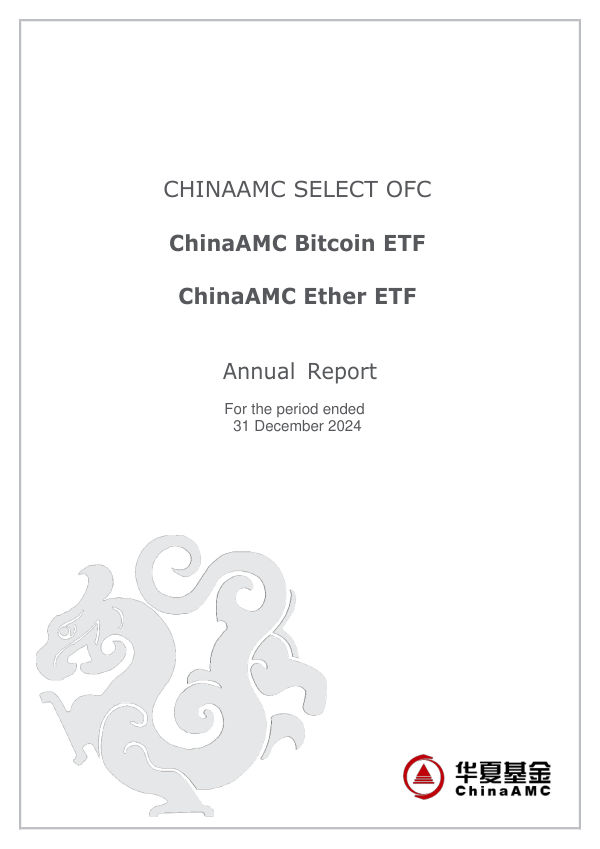 CHINAAMC SELECT OFC
ChinaAMC Bitcoin ETF
ChinaAMC Ether ETF
Annual Report
For the period ended
31 December 2024
华夏基金
ChinaAMC